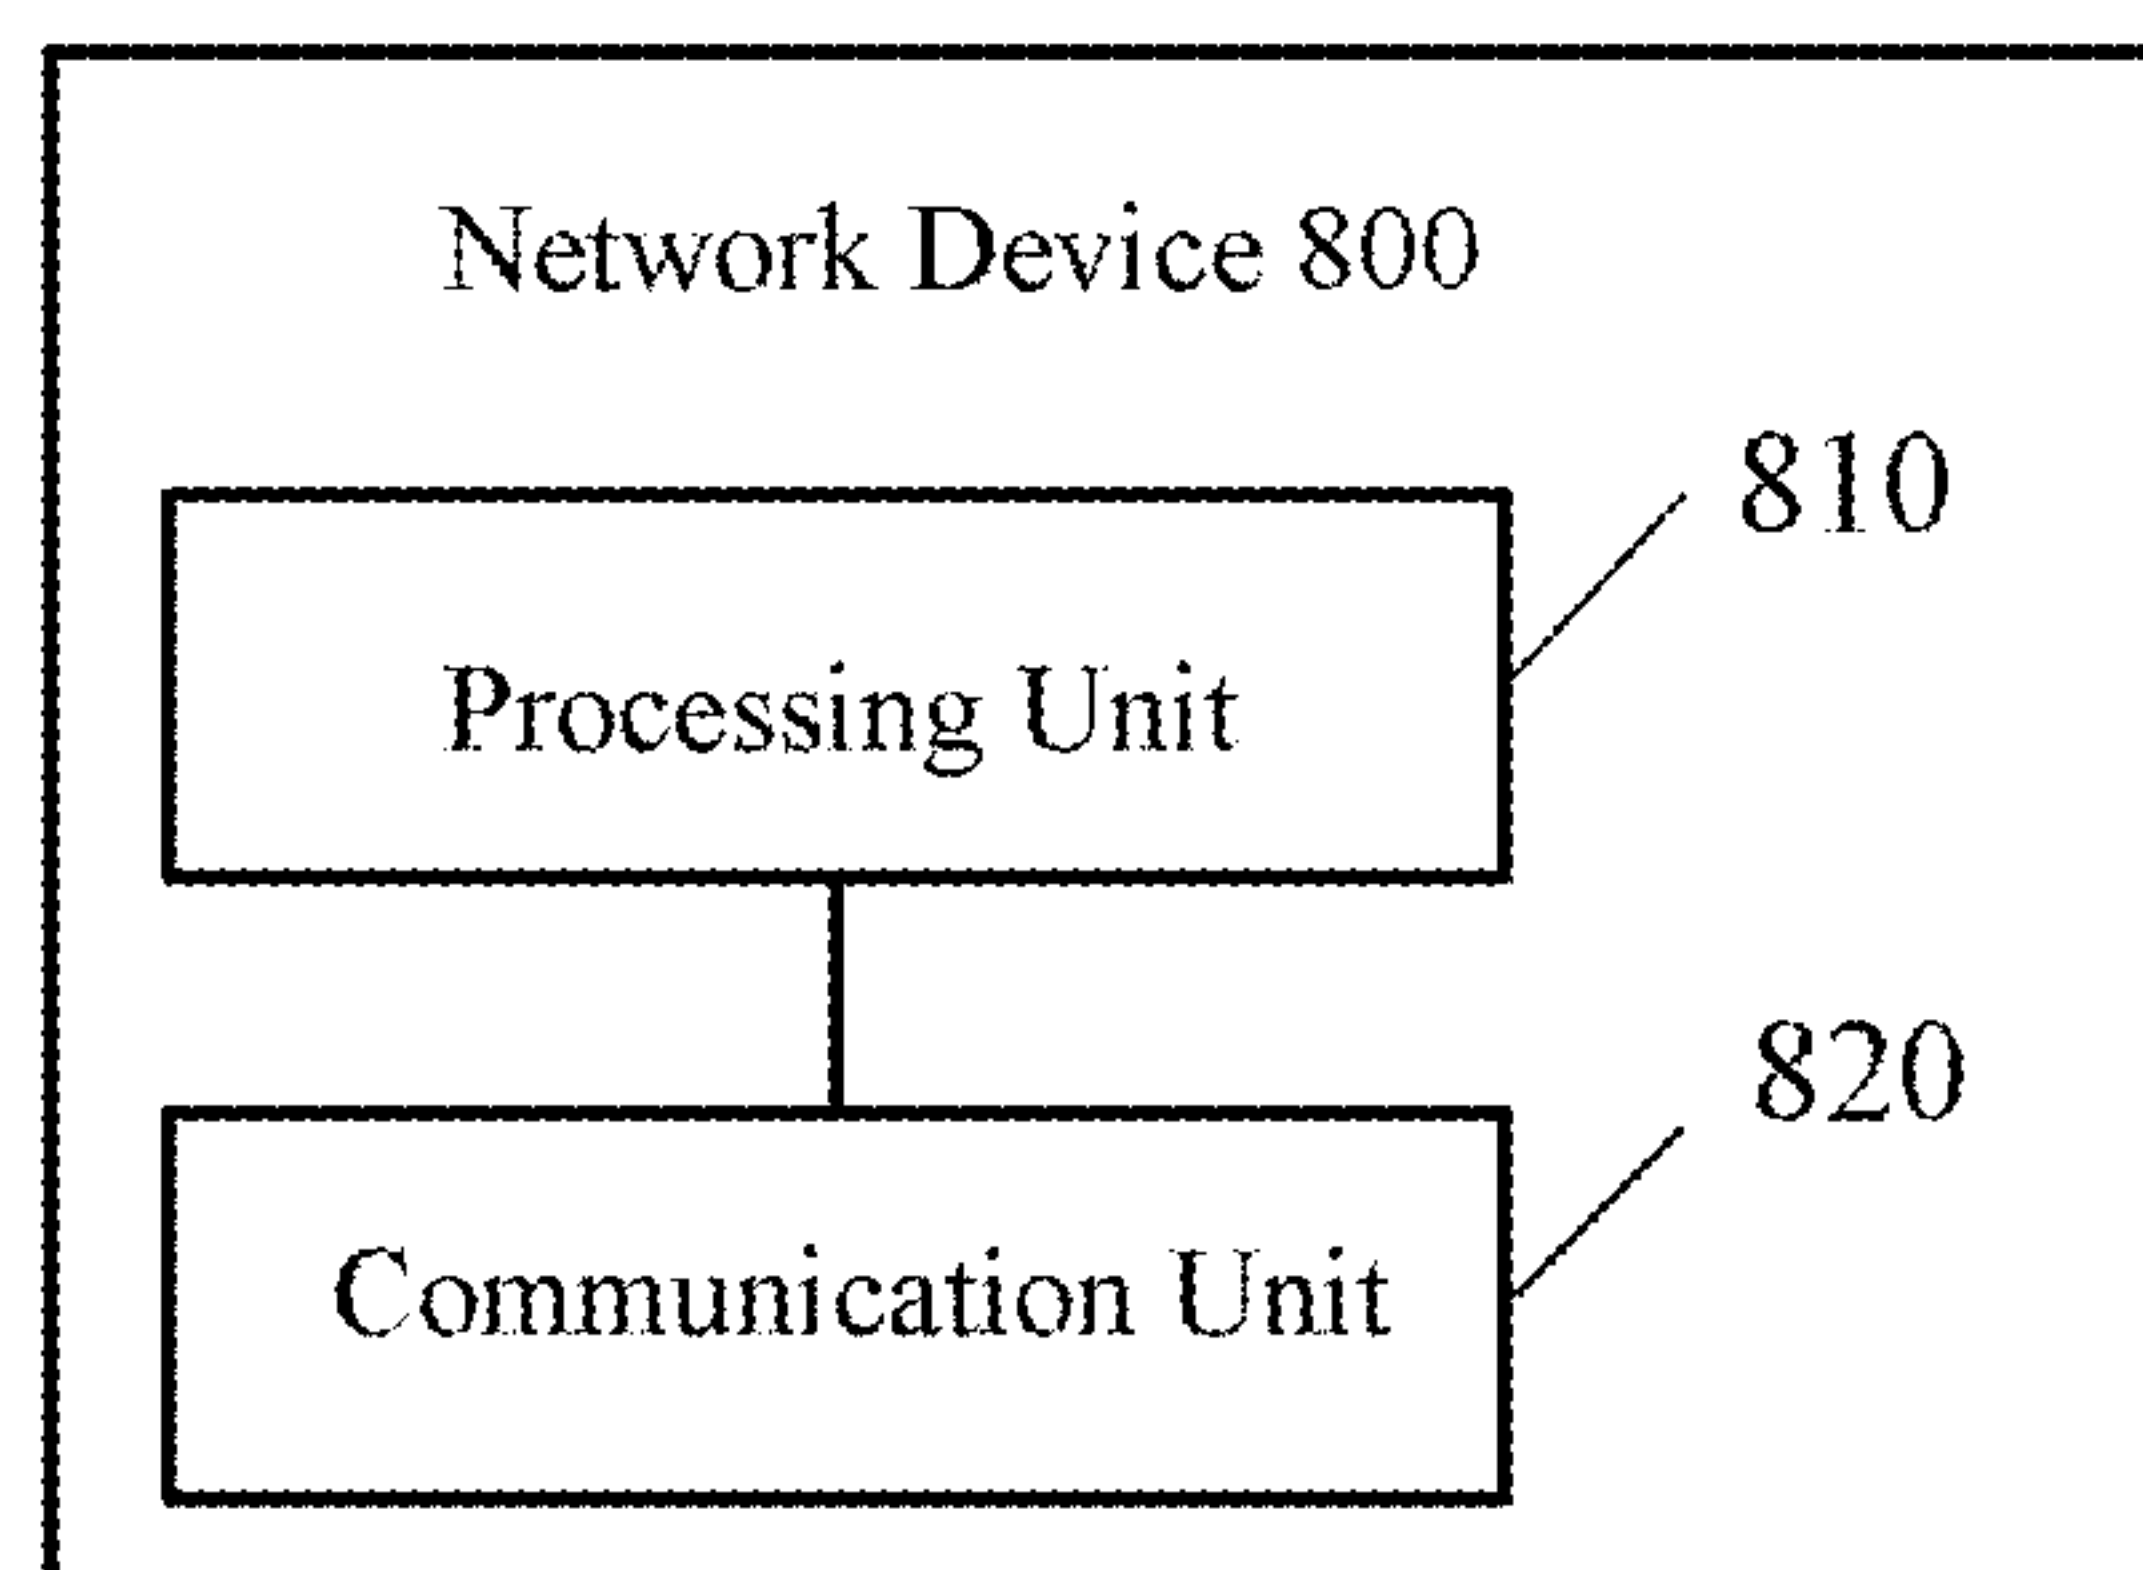 Network Device 800
810
Processing Unit
820
Communication Unit